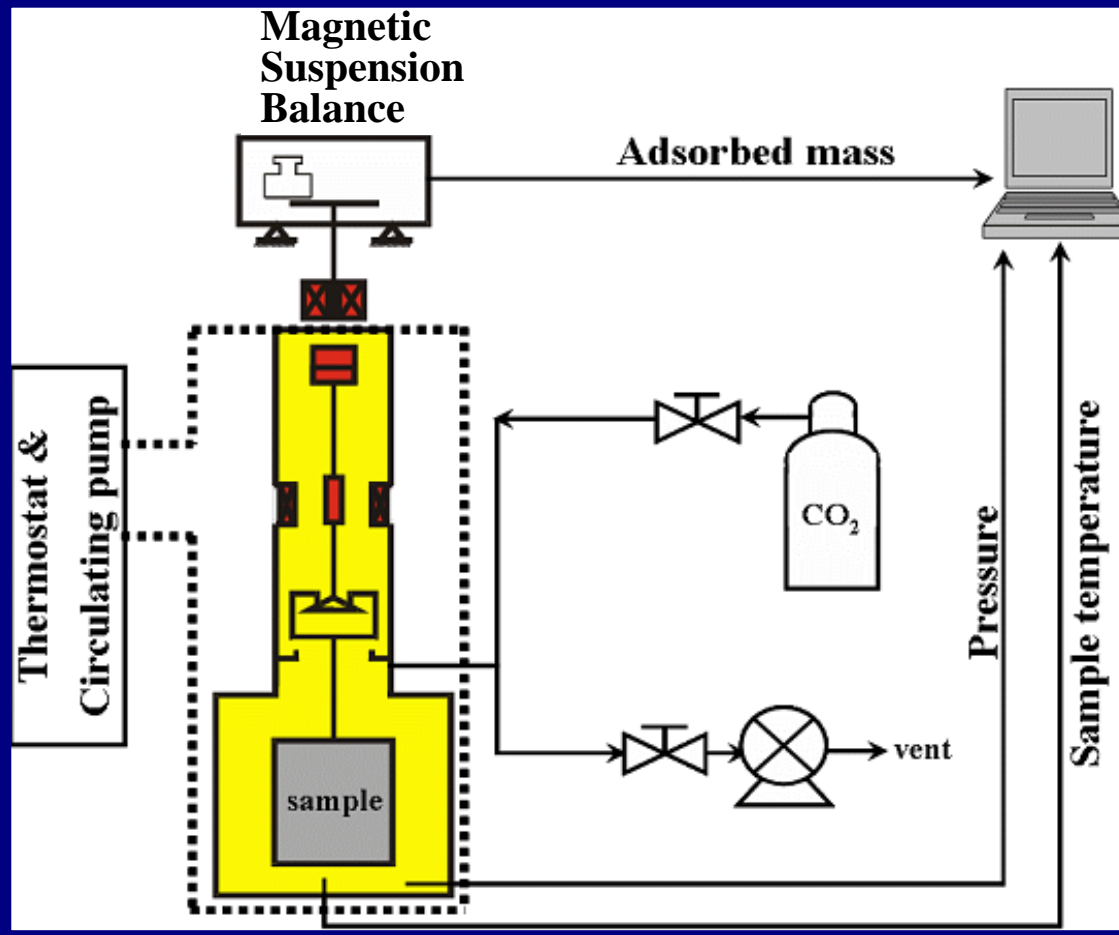 Magnetic
Suspension
Balance
Adsorbed mass
Thermostat &
Circulating pump
CO₂
Pressure
Sample temperature
vent
sample